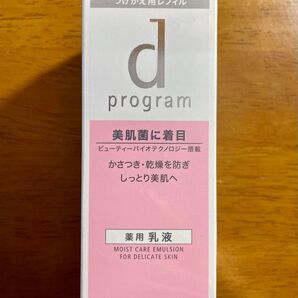 つけかえ用レフィル
d
program
美肌菌に着目
ビューティーバイオテクノロジー搭載
かさつき・乾燥を防ぎ
しっとり美肌へ
薬用 乳液
MOIST CARE EMULSION
FOR DELICATE SKIN